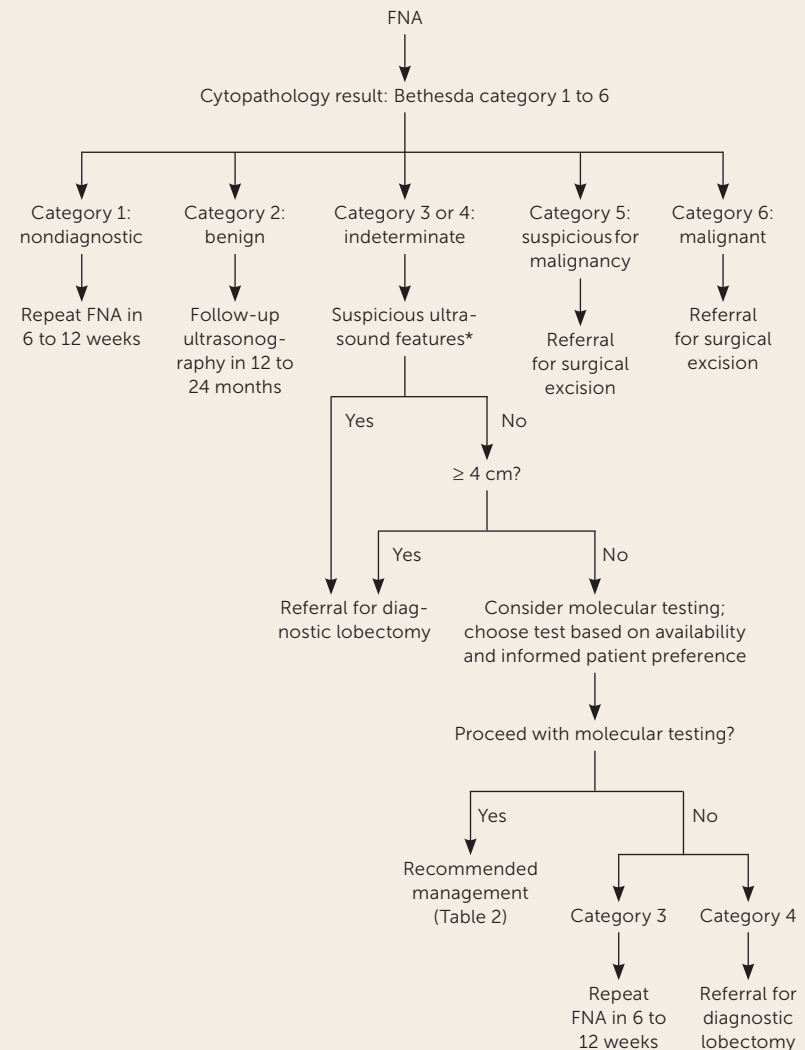 FNA
Cytopathology result: Bethesda category 1 to 6
Category 1:
nondiagnostic
Category 2:
benign
Category 3 or 4:
indeterminate
Category 5:
suspicious for
malignancy
Category 6:
malignant
Repeat FNA in
6 to 12 weeks
Follow-up
ultrasonog-
raphy in 12 to
24 months
Suspicious ultra-
sound features*
Referral
for surgical
excision
Referral
for surgical
excision
Yes
No
≥ 4 cm?
Yes
No
Referral for diag-
nostic lobectomy
Consider molecular testing;
choose test based on availability
and informed patient preference
Proceed with molecular testing?
Yes
No
Recommended
management
(Table 2)
Category 3
Category 4
Repeat
FNA in 6 to
12 weeks
Referral for
diagnostic
lobectomy